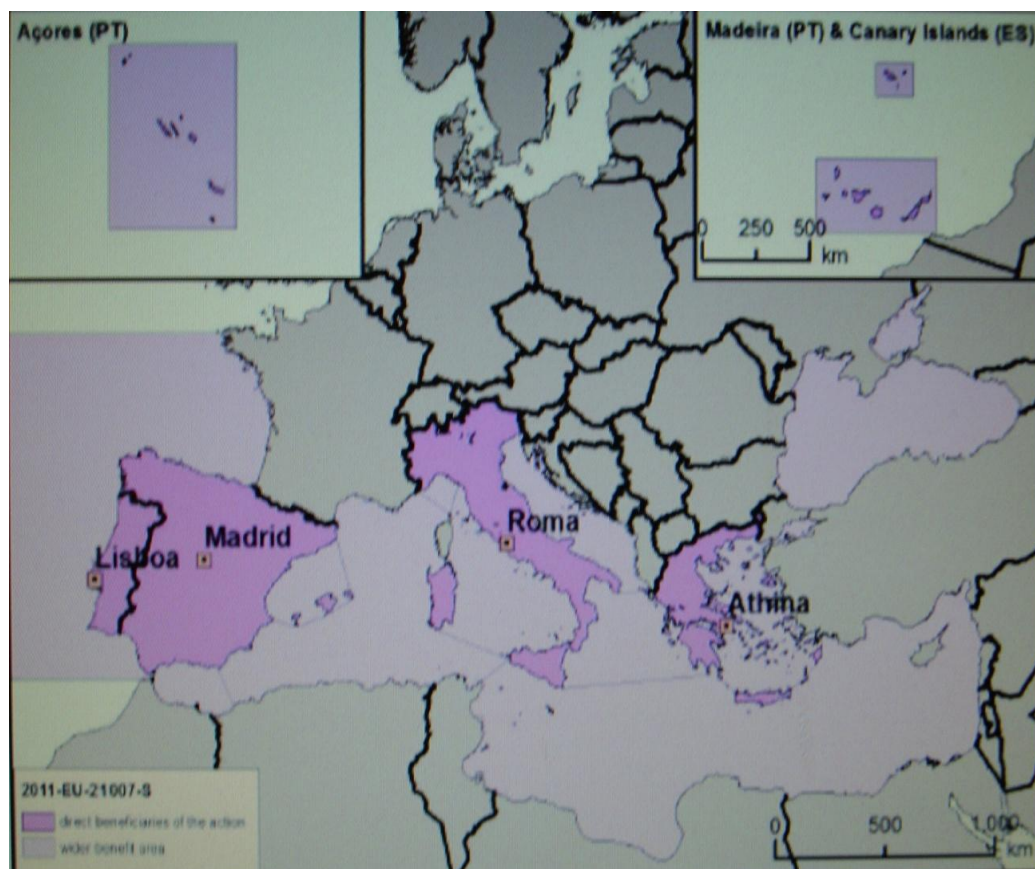 Açores (PT)
Madeira (PT) & Canary Islands (ES)
0 250 500
km
Roma
Madrid
Lisboa
Athina
2011-EU-21007-S
direct beneficiaries of the action
wider benefit area
0 500 1,000
km